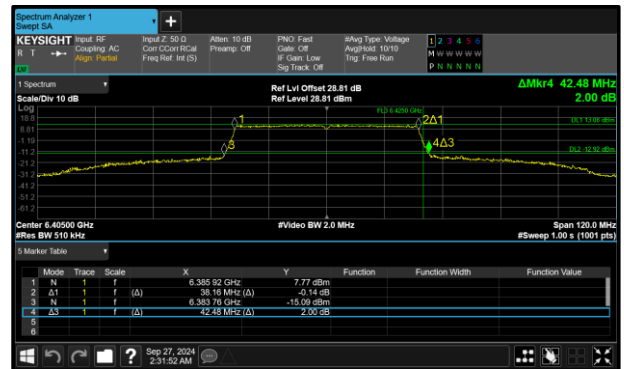 Spectrum Analyzer 1
Swept SA
KEYSIGHT Input: RF Input Z: 50 Ω Atten: 10 dB PNO: Fast #Avg Type: Voltage 1 2 3 4 5 6
R T Coupling: AC Corr CCorr RCal Preamp: Off Gate: Off Avg|Hold: 10/10 M W W W W W
Align: Partial Freq Ref: Int (S) IF Gain: Low Trig: Free Run
LXI Sig Track: Off P N N N N N
1 Spectrum Ref Lvl Offset 28.81 dB ΔMkr4 42.48 MHz
Scale/Div 10 dB Ref Level 28.81 dBm 2.00 dB
Log
18.8
8.81
-1.19
-11.2
-21.2
-31.2
-41.2
-51.2
-61.2
1
2Δ1
3
4Δ3
DL1 13.06 dBm
DL2 -12.92 dBm
Center 6.40500 GHz #Video BW 2.0 MHz Span 120.0 MHz
#Res BW 510 kHz #Sweep 1.00 s (1001 pts)
5 Marker Table
Mode Trace Scale X Y Function Function Width Function Value
1 N 1 f 6.385 92 GHz 7.77 dBm
2 Δ1 1 f (Δ) 38.16 MHz (Δ) -0.14 dB
3 N 1 f 6.383 76 GHz -15.09 dBm
4 Δ3 1 f (Δ) 42.48 MHz (Δ) 2.00 dB
5
6
? Sep 27, 2024
2:31:52 AM